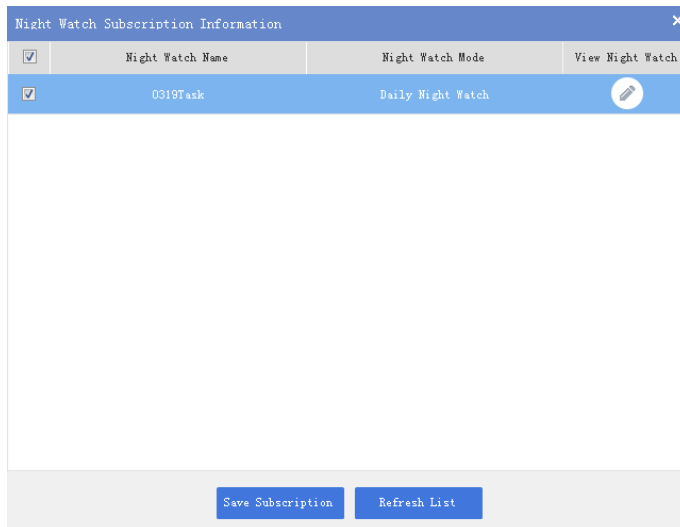 Night Watch Subscription Information
Night Watch Name Night Watch Mode View Night Watch
0319Task Daily Night Watch
Save Subscription Refresh List